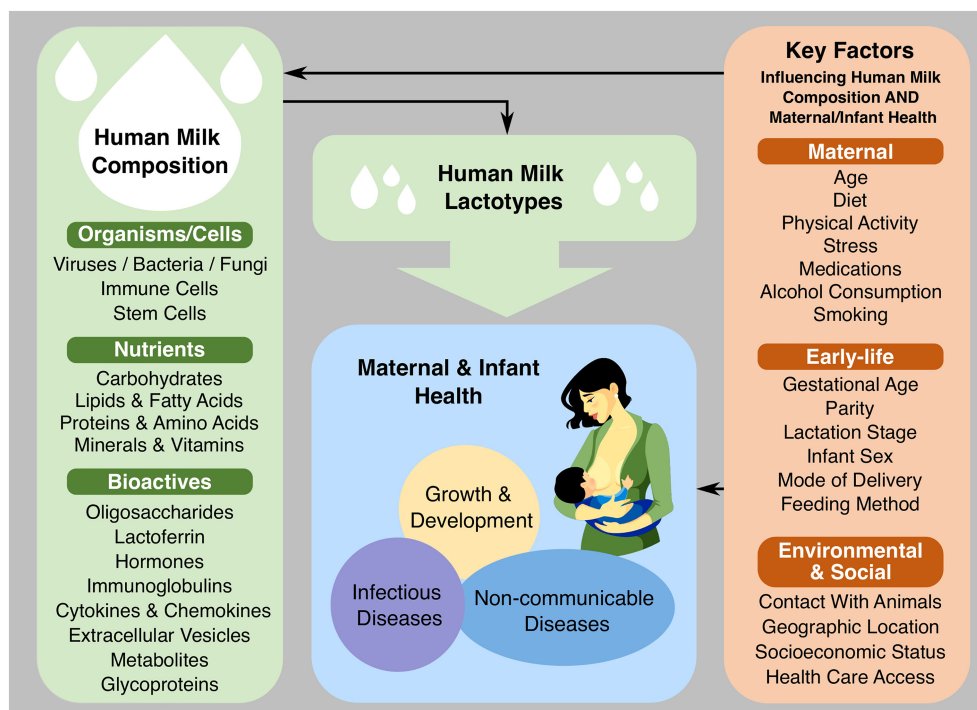 Human Milk
Composition
Organisms/Cells
Viruses / Bacteria / Fungi
Immune Cells
Stem Cells
Nutrients
Carbohydrates
Lipids & Fatty Acids
Proteins & Amino Acids
Minerals & Vitamins
Bioactives
Oligosaccharides
Lactoferrin
Hormones
Immunoglobulins
Cytokines & Chemokines
Extracellular Vesicles
Metabolites
Glycoproteins
Human Milk
Lactotypes
Maternal & Infant
Health
Growth &
Development
Infectious
Diseases
Non-communicable
Diseases
Key Factors
Influencing Human Milk
Composition AND
Maternal/Infant Health
Maternal
Age
Diet
Physical Activity
Stress
Medications
Alcohol Consumption
Smoking
Early-life
Gestational Age
Parity
Lactation Stage
Infant Sex
Mode of Delivery
Feeding Method
Environmental
& Social
Contact With Animals
Geographic Location
Socioeconomic Status
Health Care Access